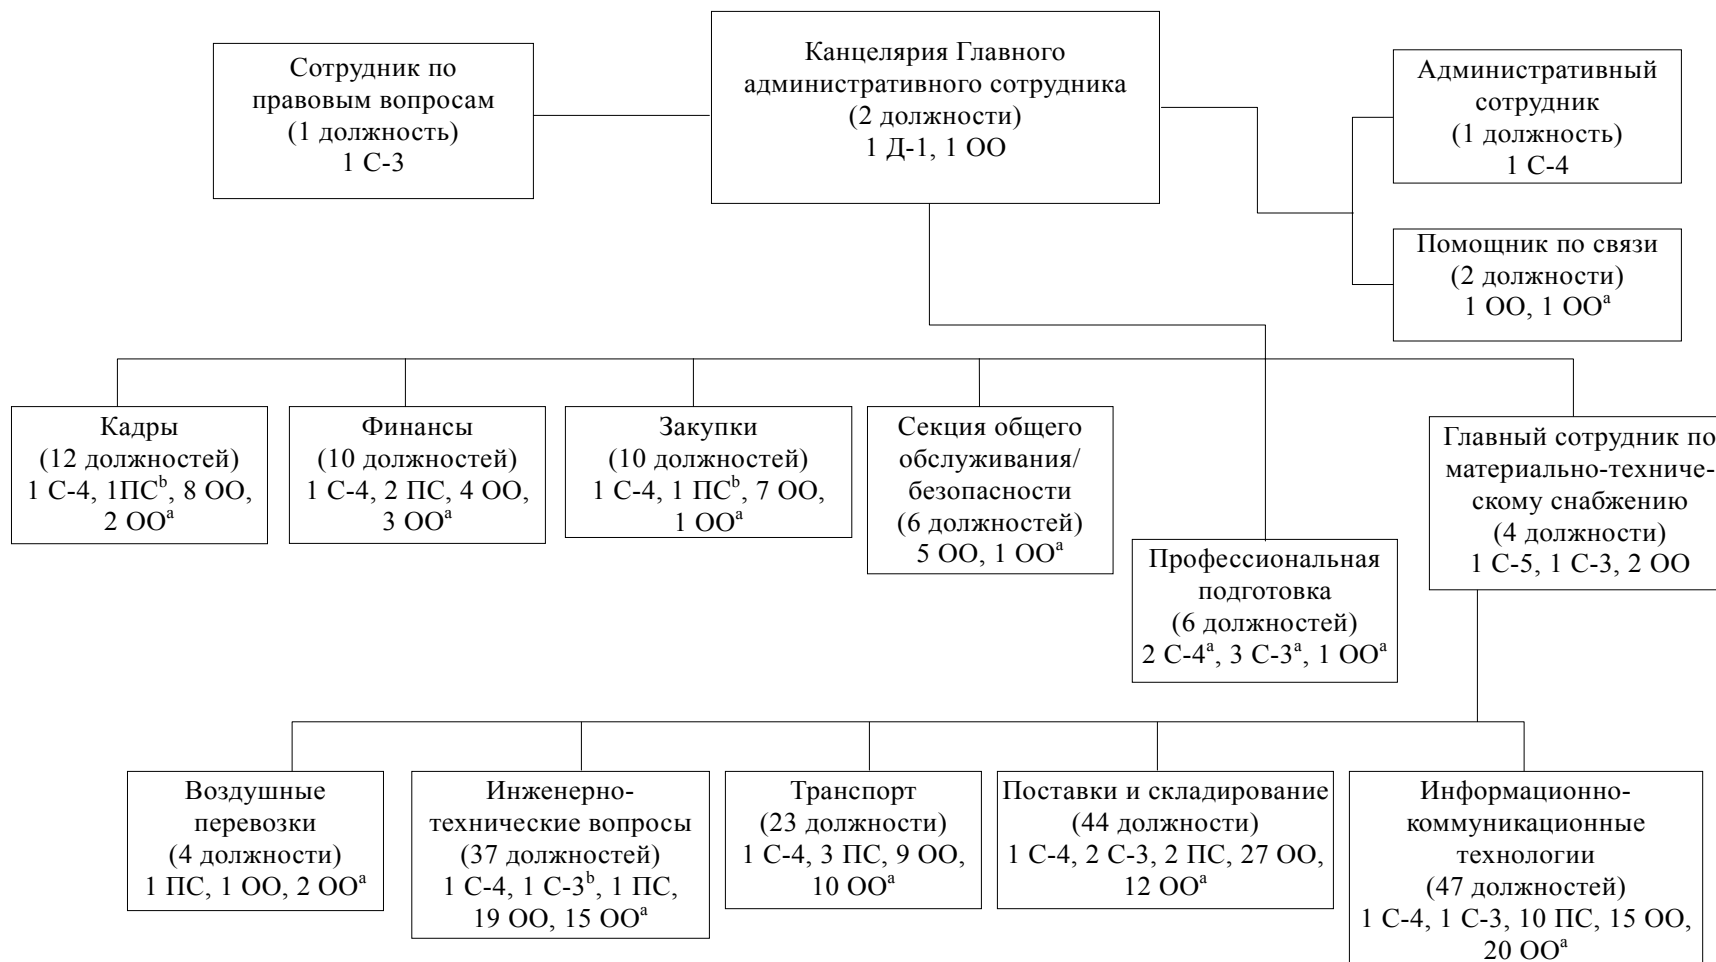 Сотрудник по
правовым вопросам
(1 должность)
1 С-3
Канцелярия Главного
административного сотрудника
(2 должности)
1 Д-1, 1 ОО
Административный
сотрудник
(1 должность)
1 С-4
Помощник по связи
(2 должности)
1 ОО, 1 ООᵃ
Кадры
(12 должностей)
1 С-4, 1ПСᵇ, 8 ОО,
2 ООᵃ
Финансы
(10 должностей)
1 С-4, 2 ПС, 4 ОО,
3 ООᵃ
Закупки
(10 должностей)
1 С-4, 1 ПСᵇ, 7 ОО,
1 ООᵃ
Секция общего
обслуживания/
безопасности
(6 должностей)
5 ОО, 1 ООᵃ
Профессиональная
подготовка
(6 должностей)
2 С-4ᵃ, 3 С-3ᵃ, 1 ООᵃ
Главный сотрудник по
материально-техниче-
скому снабжению
(4 должности)
1 С-5, 1 С-3, 2 ОО
Воздушные
перевозки
(4 должности)
1 ПС, 1 ОО, 2 ООᵃ
Инженерно-
технические вопросы
(37 должностей)
1 С-4, 1 С-3ᵇ, 1 ПС,
19 ОО, 15 ООᵃ
Транспорт
(23 должности)
1 С-4, 3 ПС, 9 ОО,
10 ООᵃ
Поставки и складирование
(44 должности)
1 С-4, 2 С-3, 2 ПС, 27 ОО,
12 ООᵃ
Информационно-
коммуникационные
технологии
(47 должностей)
1 С-4, 1 С-3, 10 ПС, 15 ОО,
20 ООᵃ